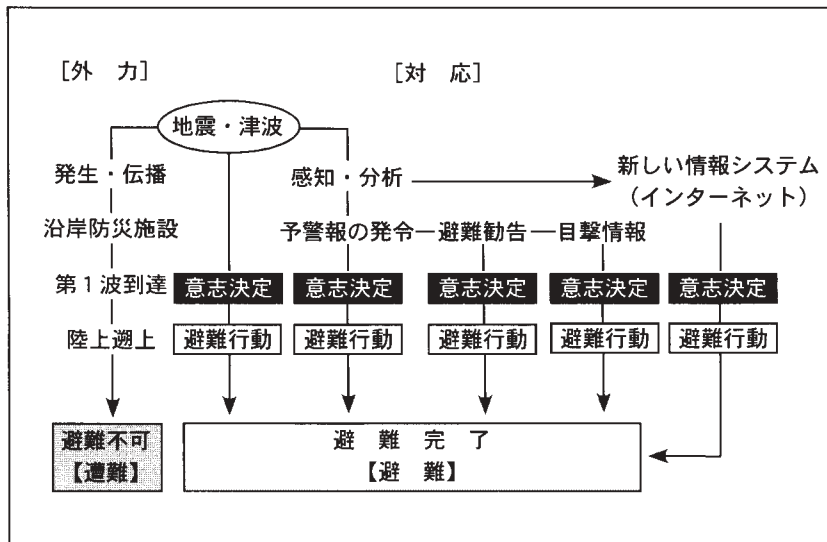 [外 力]
[対 応]
地震・津波
発生・伝播
感知・分析
新しい情報システム
(インターネット)
沿岸防災施設
予警報の発令
避難勧告
目撃情報
第1波到達
意志決定
意志決定
意志決定
意志決定
意志決定
陸上遡上
避難行動
避難行動
避難行動
避難行動
避難行動
避難不可
【遭難】
避 難 完 了
【避 難】